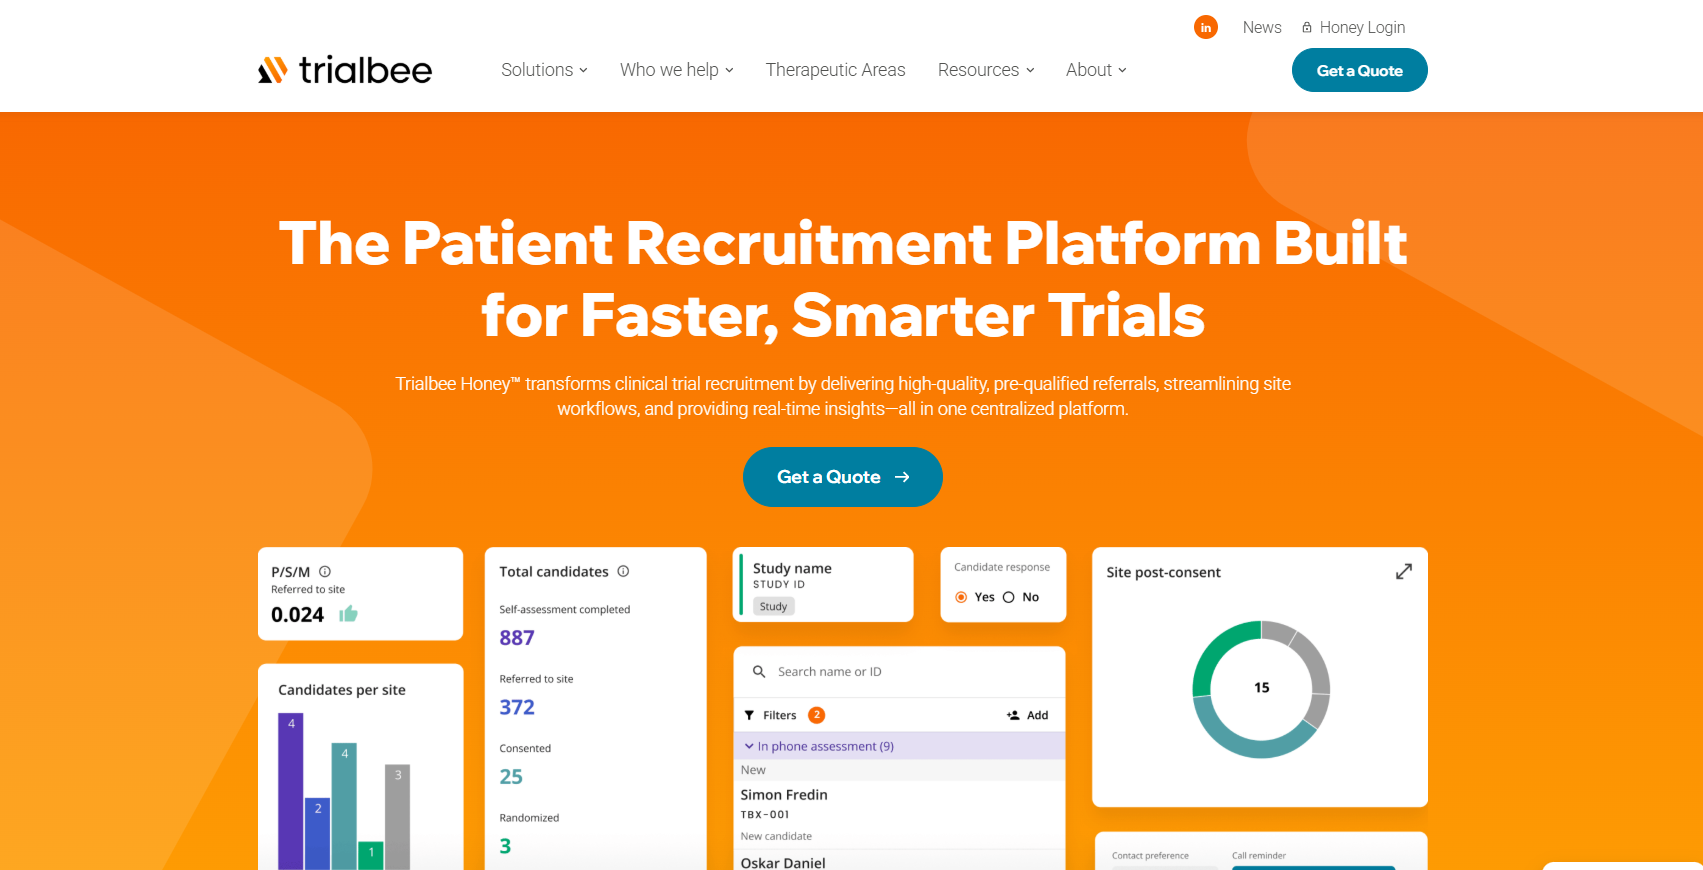 in
News
Honey Login
trialbee
Solutions
Who we help
Therapeutic Areas
Resources
About
Get a Quote
The Patient Recruitment Platform Built
for Faster, Smarter Trials
Trialbee Honey™ transforms clinical trial recruitment by delivering high-quality, pre-qualified referrals, streamlining site
workflows, and providing real-time insights—all in one centralized platform.
Get a Quote →
P/S/M
Referred to site
0.024
Candidates per site
4
2
4
1
3
Total candidates
Self-assessment completed
887
Referred to site
372
Consented
25
Randomized
3
Study name
STUDY ID
Study
Candidate response
Yes
No
Search name or ID
Filters 2
Add
In phone assessment (9)
New
Simon Fredin
TBX-001
New candidate
Oskar Daniel
Site post-consent
15
Contact preference
Call reminder